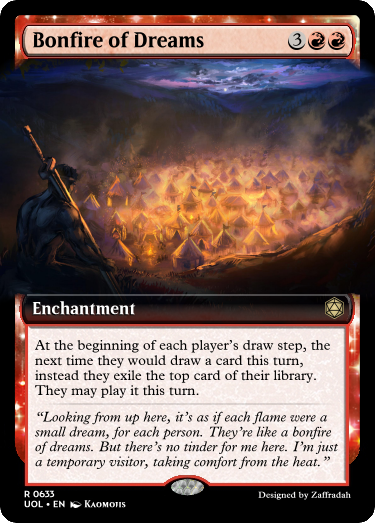 Bonfire of Dreams 3
Enchantment
At the beginning of each player's draw step, the
next time they would draw a card this turn,
instead they exile the top card of their library.
They may play it this turn.
“Looking from up here, it's as if each flame were a
small dream, for each person. They're like a bonfire
of dreams. But there's no tinder for me here. I'm just
a temporary visitor, taking comfort from the heat.”
R 0633
UOL • EN Kaomotis Designed by Zaffradah